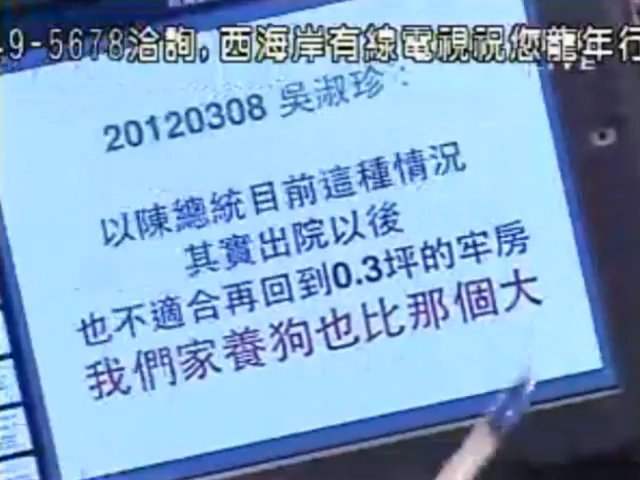 49-5678洽詢,西海岸有線電視祝您龍年行
LIVE
20120308 吳淑珍：
以陳總統目前這種情況
其實出院以後
也不適合再回到0.3坪的牢房
我們家養狗也比那個大